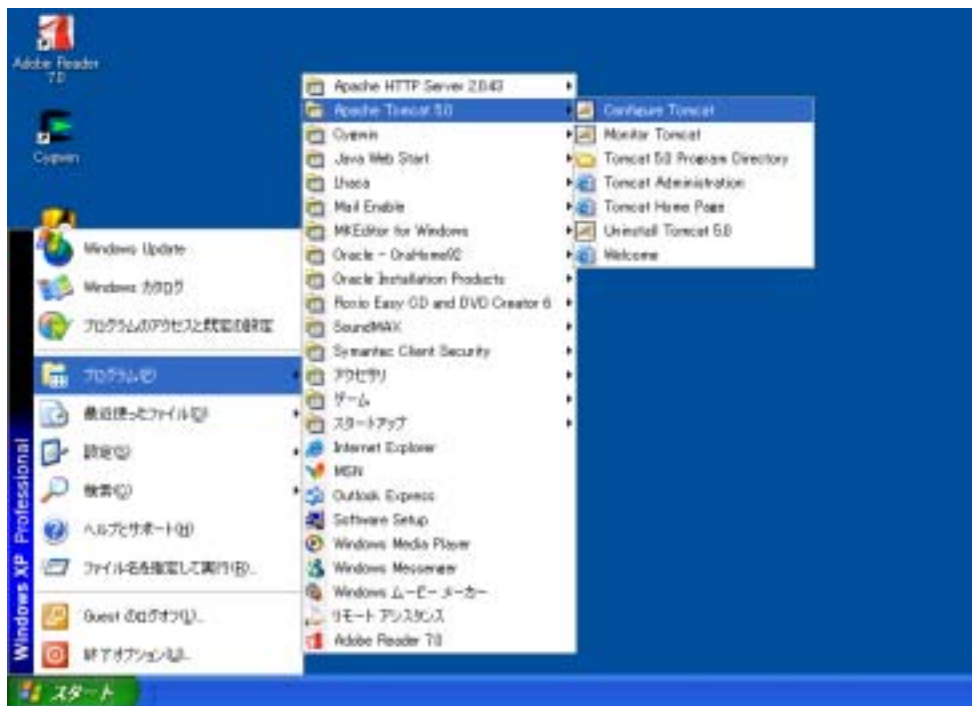 Adobe Reader
7.0
Cygwin
Windows XP Professional
Windows Update
Windows カタログ
プログラムのアクセスと既定の設定
プログラム(P)
最近使ったファイル(D)
設定(S)
検索(C)
ヘルプとサポート(H)
ファイル名を指定して実行(R)...
Guest のログオフ(L)...
終了オプション(U)...
スタート
Apache HTTP Server 2.0.43
Apache Tomcat 5.0
Cygwin
Java Web Start
Lhaca
Mail Enable
MKEditor for Windows
Oracle - OraHome92
Oracle Installation Products
Roxio Easy CD and DVD Creator 6
SoundMAX
Symantec Client Security
アクセサリ
ゲーム
スタートアップ
Internet Explorer
MSN
Outlook Express
Software Setup
Windows Media Player
Windows Messenger
Windows ムービー メーカー
リモート アシスタンス
Adobe Reader 7.0
Configure Tomcat
Monitor Tomcat
Tomcat 5.0 Program Directory
Tomcat Administration
Tomcat Home Page
Uninstall Tomcat 5.0
Welcome